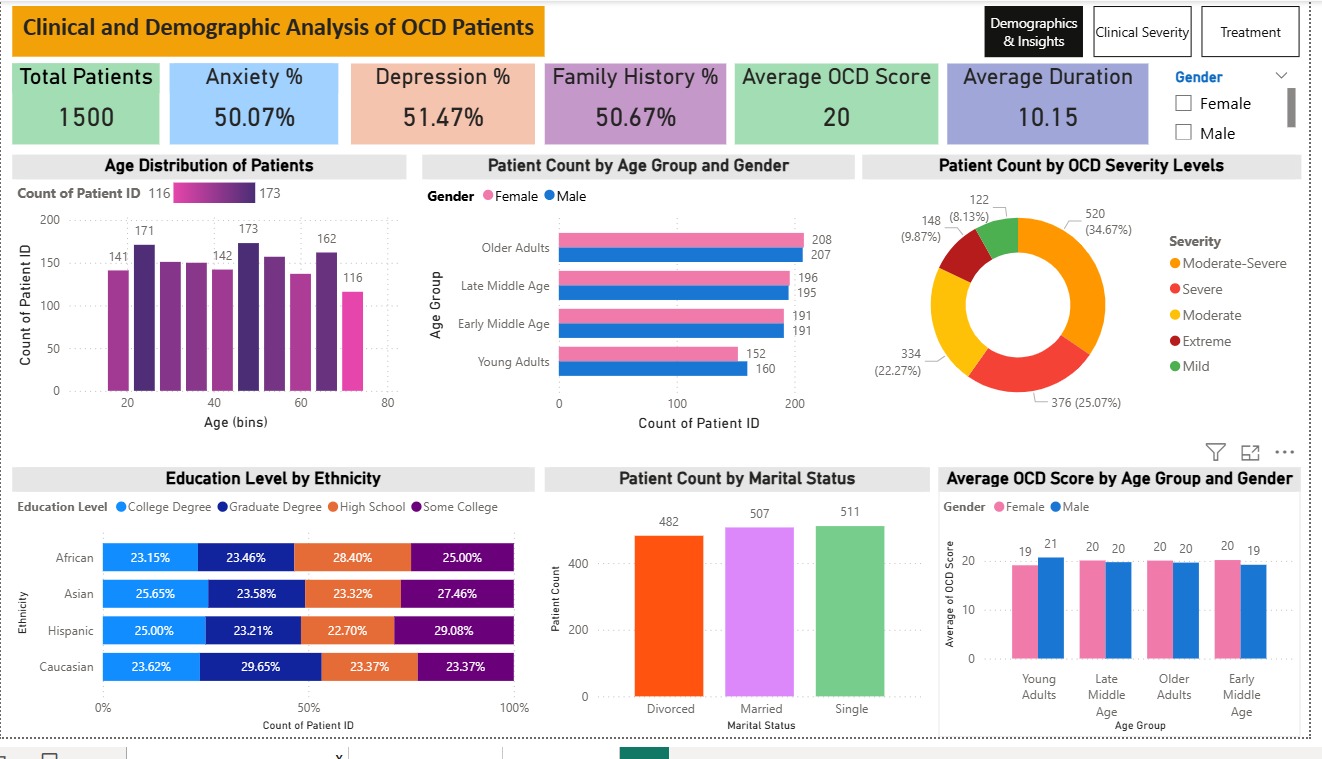 Clinical and Demographic Analysis of OCD Patients
Demographics
& Insights
Clinical Severity
Treatment
Total Patients
1500
Anxiety %
50.07%
Depression %
51.47%
Family History %
50.67%
Average OCD Score
20
Average Duration
10.15
Gender
Female
Male
Age Distribution of Patients
Count of Patient ID 116 173
200
150
100
50
0
Count of Patient ID
141
171
142
173
162
116
20 40 60 80
Age (bins)
Patient Count by Age Group and Gender
Gender Female Male
Age Group
Older Adults 208
207
Late Middle Age 196
195
Early Middle Age 191
191
Young Adults 152
160
0 100 200
Count of Patient ID
Patient Count by OCD Severity Levels
122
(8.13%)
148
(9.87%)
520
(34.67%)
334
(22.27%)
376 (25.07%)
Severity
Moderate-Severe
Severe
Moderate
Extreme
Mild
Education Level by Ethnicity
Education Level College Degree Graduate Degree High School Some College
Ethnicity
African 23.15% 23.46% 28.40% 25.00%
Asian 25.65% 23.58% 23.32% 27.46%
Hispanic 25.00% 23.21% 22.70% 29.08%
Caucasian 23.62% 29.65% 23.37% 23.37%
0% 50% 100%
Count of Patient ID
Patient Count by Marital Status
Patient Count
400
200
0
482
507
511
Divorced Married Single
Marital Status
Average OCD Score by Age Group and Gender
Gender Female Male
Average of OCD Score
20
10
0
19 21 20 20 20 20 20 19
Young
Adults
Late
Middle
Age
Older
Adults
Early
Middle
Age
Age Group